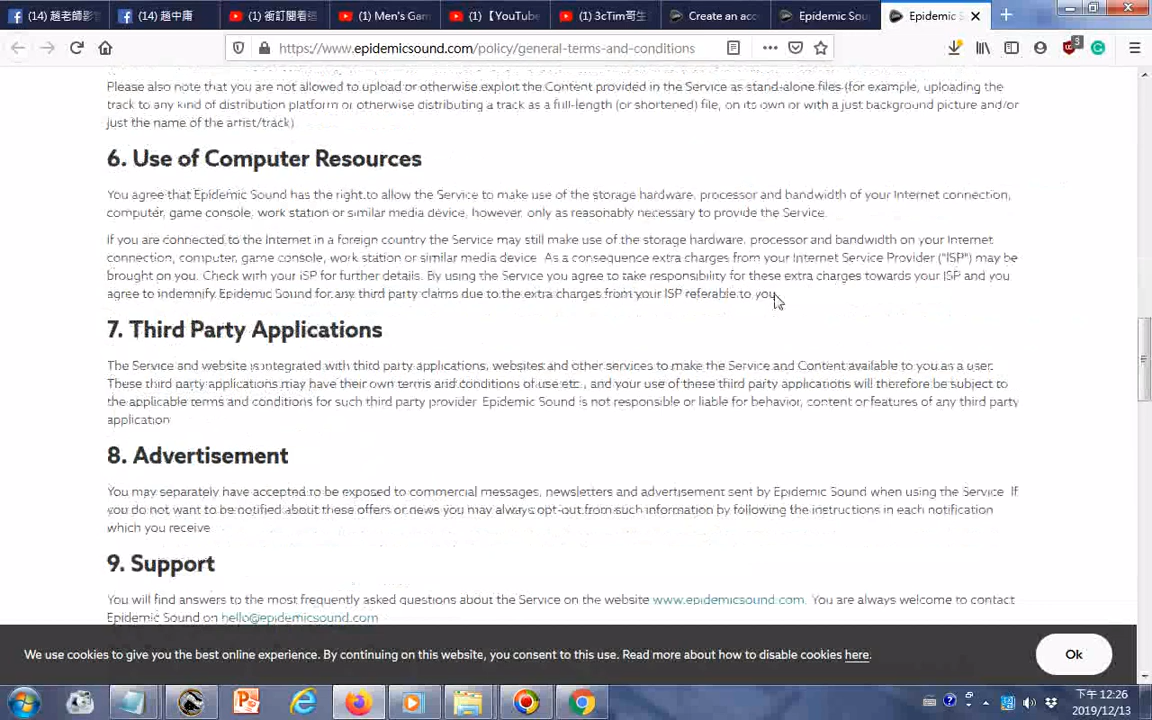 (14) 趙老師影
(14) 趙中庸
(1) 衝訂閱看强
(1) Men's Gam
(1)【YouTube
(1) 3cTim哥生
Create an acc
Epidemic Sou
Epidemic S
https://www.epidemicsound.com/policy/general-terms-and-conditions
3
Please also note that you are not allowed to upload or otherwise exploit the Content provided in the Service as stand-alone files (for example, uploading the
track to any kind of distribution platform or otherwise distributing a track as a full-length (or shortened) file, on its own or with a just background picture and/or
just the name of the artist/track)
6. Use of Computer Resources
You agree that Epidemic Sound has the right to allow the Service to make use of the storage hardware, processor and bandwidth of your Internet connection,
computer, game console, work station or similar media device, however, only as reasonably necessary to provide the Service.
If you are connected to the Internet in a foreign country the Service may still make use of the storage hardware, processor and bandwidth on your Internet
connection, computer, game console, work station or similar media device. As a consequence extra charges from your Internet Service Provider ("ISP") may be
brought on you. Check with your ISP for further details. By using the Service you agree to take responsibility for these extra charges towards your ISP and you
agree to indemnify Epidemic Sound for any third party claims due to the extra charges from your ISP referable to you
7. Third Party Applications
The Service and website is integrated with third party applications, websites and other services to make the Service and Content available to you as a user.
These third party applications may have their own terms and conditions of use etc., and your use of these third party applications will therefore be subject to
the applicable terms and conditions for such third party provider. Epidemic Sound is not responsible or liable for behavior, content or features of any third party
application
8. Advertisement
You may separately have accepted to be exposed to commercial messages, newsletters and advertisement sent by Epidemic Sound when using the Service. If
you do not want to be notified about these offers or news you may always opt-out from such information by following the instructions in each notification
which you receive
9. Support
You will find answers to the most frequently asked questions about the Service on the website www.epidemicsound.com. You are always welcome to contact
Epidemic Sound on hello@epidemicsound.com
We use cookies to give you the best online experience. By continuing on this website, you consent to this use. Read more about how to disable cookies here.
Ok
下午 12:26
2019/12/13